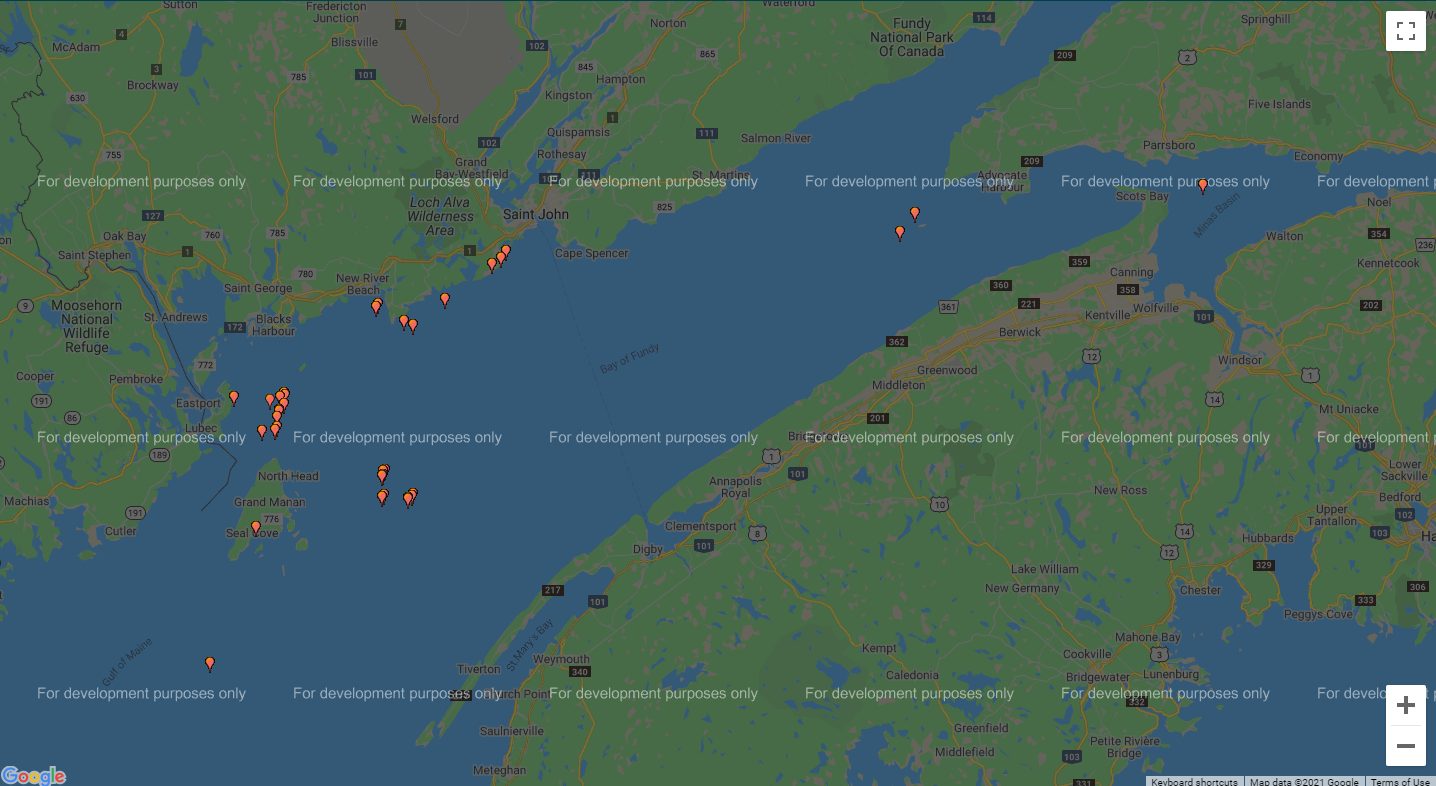 Sutton
Fredericton
Junction
Waterford
Springhill
McAdam
4
7
Blissville
102
Norton
Fundy
National Park
Of Canada
114
209
2
3
785
101
845
865
Brockway
Hampton
630
Kingston
Five Islands
Welsford
1
Quispamsis
111
Salmon River
755
102
Rothesay
Parrsboro
Economy
Grand
Bay-Westfield
209
St. Martins
Advocate
Harbour
For development purposes only
For development purposes only
For development purposes only
For development purposes only
For development purposes only
For development p
Scots Bay
Noel
Loch Alva
Wilderness
Area
825
127
Saint John
Minas Basin
760
785
354
Oak Bay
Walton
236
Saint Stephen
1
1
Cape Spencer
359
Kennetcook
780
New River
Beach
Canning
Saint George
360
358
9
Moosehorn
National
Wildlife
Refuge
221
361
Wolfville
202
St. Andrews
Blacks
Harbour
172
Kentville
101
Berwick
362
Bay of Fundy
12
Windsor
772
Greenwood
1
Cooper
Pembroke
Middleton
191
Eastport
14
86
201
Mt Uniacke
Lubec
For development purposes only
For development purposes only
For development purposes only
For development purposes only
For development purposes only
For development p
101
189
1
Lower
Sackville
North Head
101
Annapolis
Royal
New Ross
Bedford
Machias
Grand Manan
10
191
776
Upper
Tantallon
102
Cutler
Seal Cove
Clementsport
8
14
103
Hubbards
Digby
101
12
329
Lake William
217
New Germany
Chester
306
101
333
Peggys Cove
St. Mary's Bay
Mahone Bay
Gulf of Maine
Kempt
Cookville
3
Weymouth
Tiverton
340
Caledonia
Bridgewater
Lunenburg
For development purposes only
For development purposes only
For development purposes only
For development purposes only
For development purposes only
Church Point
332
Saulnierville
Greenfield
Petite Rivière
Bridge
Middlefield
103
Meteghan
331
Google
Keyboard shortcuts
Map data ©2021 Google
Terms of Use